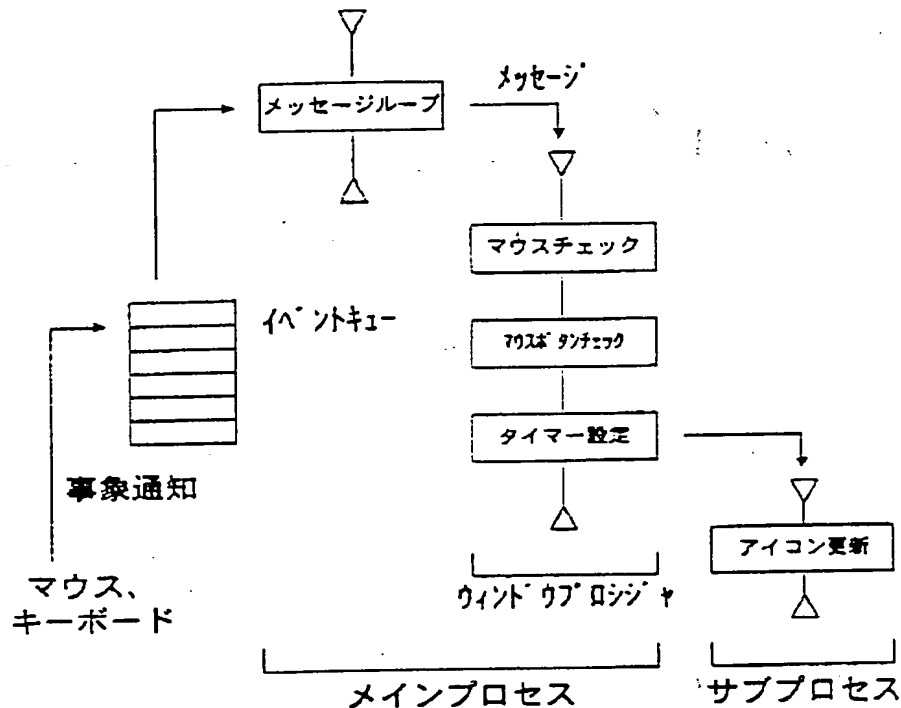 メッセージ
メッセージループ
マウスチェック
イベントキュー
マウスボタンチェック
タイマー設定
事象通知
アイコン更新
マウス、
キーボード
ウィンドウプロシジャ
メインプロセス
サブプロセス